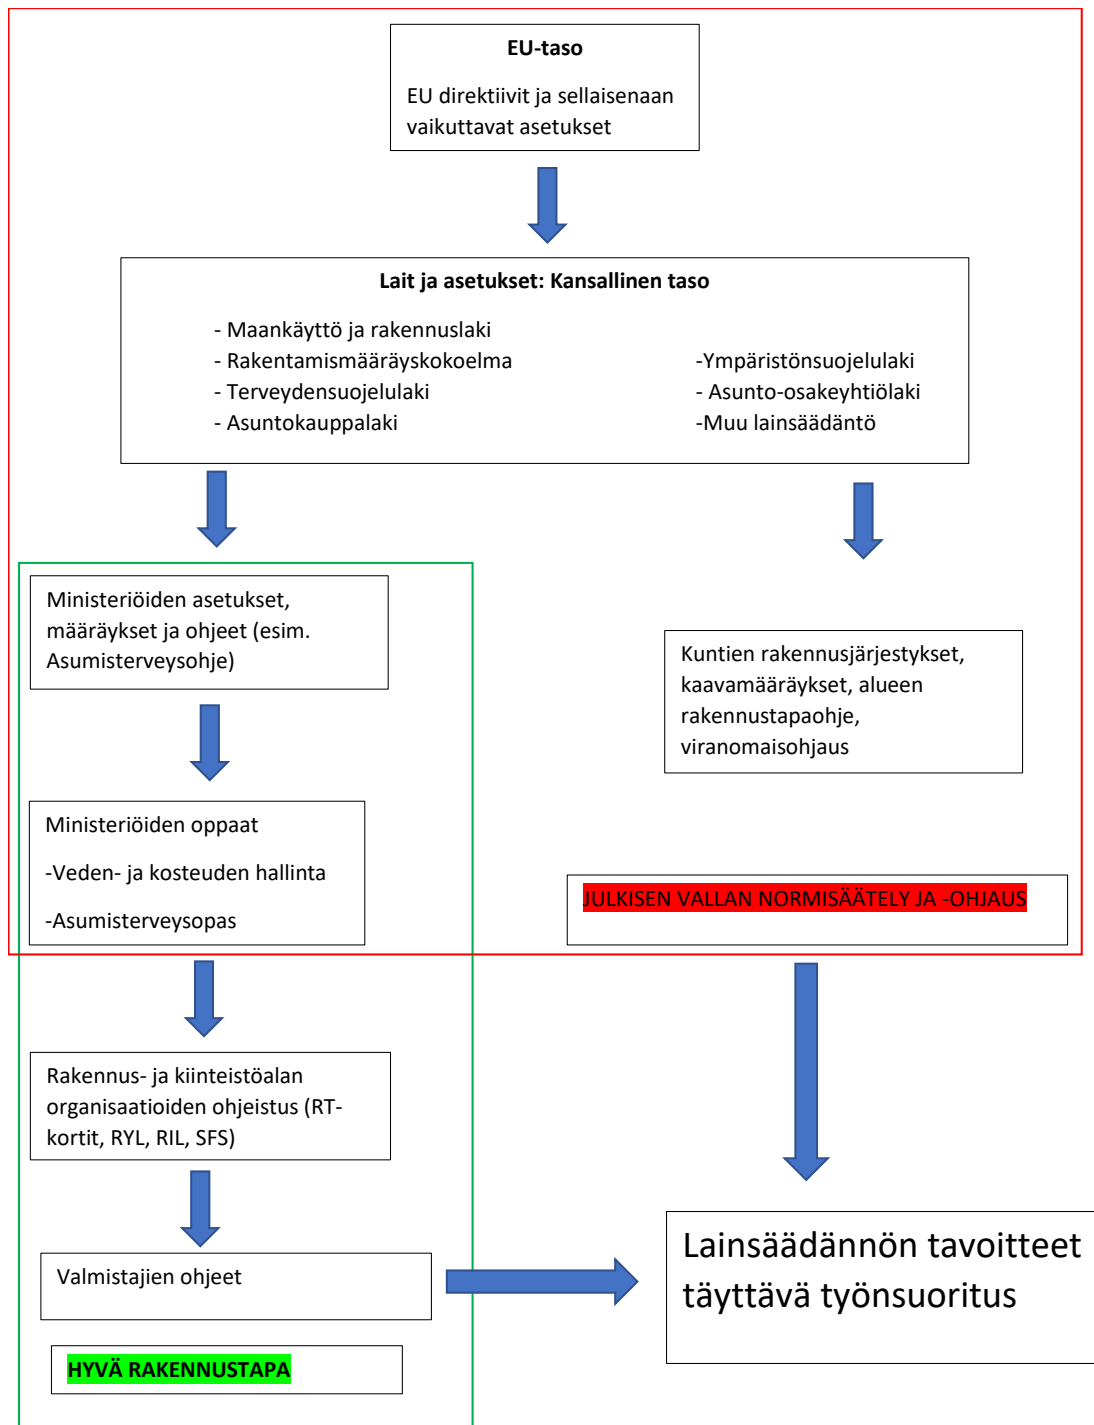 EU-taso
EU direktiivit ja sellaisenaan
vaikuttavat asetukset
Lait ja asetukset: Kansallinen taso
- Maankäyttö ja rakennuslaki
- Rakentamismääräyskokoelma
- Terveydensuojelulaki
- Asuntokauppalaki
-Ympäristönsuojelulaki
- Asunto-osakeyhtiölaki
-Muu lainsäädäntö
Ministeriöiden asetukset,
määräykset ja ohjeet (esim.
Asumisterveysohje)
Kuntien rakennusjärjestykset,
kaavamääräykset, alueen
rakennustapaohje,
viranomaisohjaus
Ministeriöiden oppaat
-Veden- ja kosteuden hallinta
-Asumisterveysopas
JULKISEN VALLAN NORMISÄÄTELY JA -OHJAUS
Rakennus- ja kiinteistöalan
organisaatioiden ohjeistus (RT-
kortit, RYL, RIL, SFS)
Valmistajien ohjeet
Lainsäädännön tavoitteet
täyttävä työnsuoritus
HYVÄ RAKENNUSTAPA